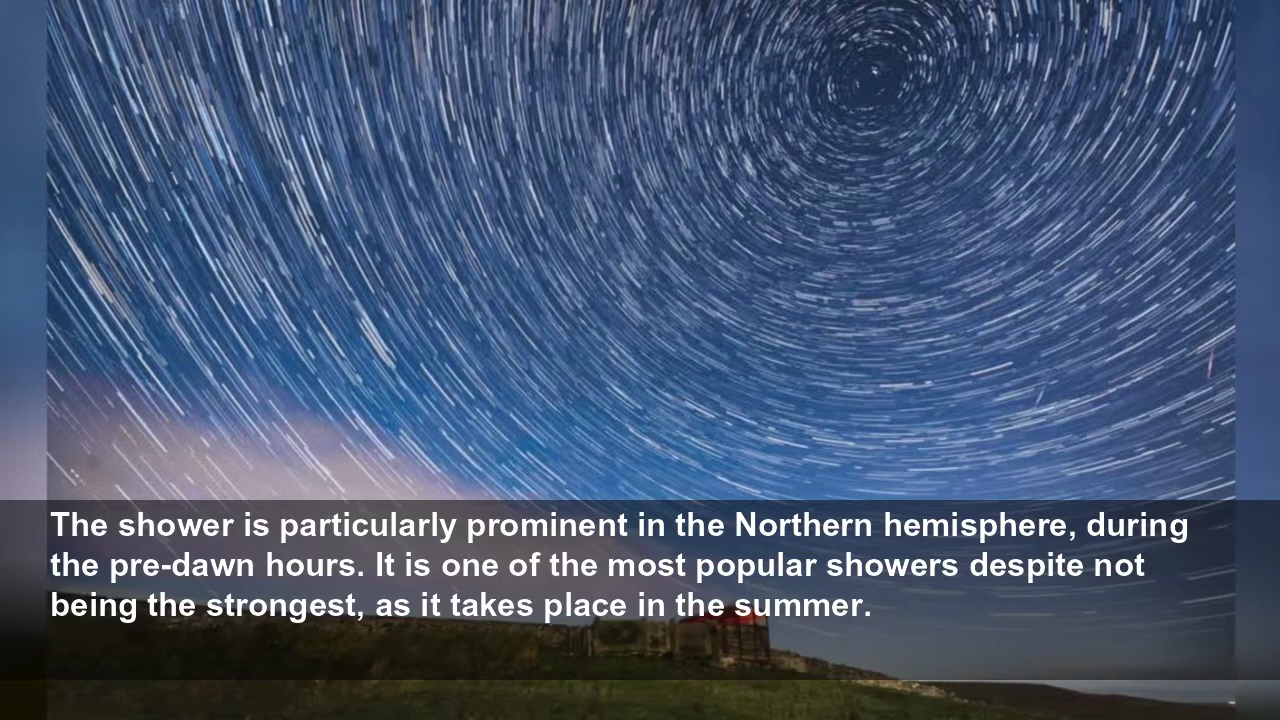 The shower is particularly prominent in the Northern hemisphere, during
the pre-dawn hours. It is one of the most popular showers despite not
being the strongest, as it takes place in the summer.